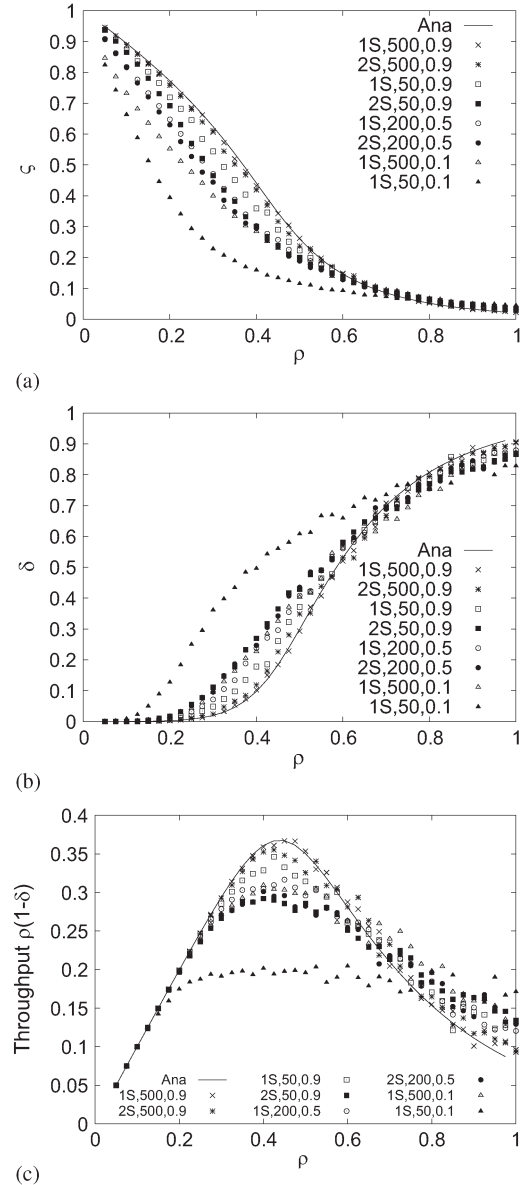 1
0.9
0.8
0.7
0.6
0.5
0.4
0.3
0.2
0.1
0
ς
Ana
1S,500,0.9
2S,500,0.9
1S,50,0.9
2S,50,0.9
1S,200,0.5
2S,200,0.5
1S,500,0.1
1S,50,0.1
0 0.2 0.4 0.6 0.8 1
ρ
(a)
1
0.9
0.8
0.7
0.6
0.5
0.4
0.3
0.2
0.1
0
δ
Ana
1S,500,0.9
2S,500,0.9
1S,50,0.9
2S,50,0.9
1S,200,0.5
2S,200,0.5
1S,500,0.1
1S,50,0.1
0 0.2 0.4 0.6 0.8 1
ρ
(b)
0.4
0.35
0.3
0.25
0.2
0.15
0.1
0.05
0
Throughput ρ(1-δ)
Ana 1S,50,0.9 2S,200,0.5
1S,500,0.9 2S,50,0.9 1S,500,0.1
2S,500,0.9 1S,200,0.5 1S,50,0.1
0 0.2 0.4 0.6 0.8 1
ρ
(c)